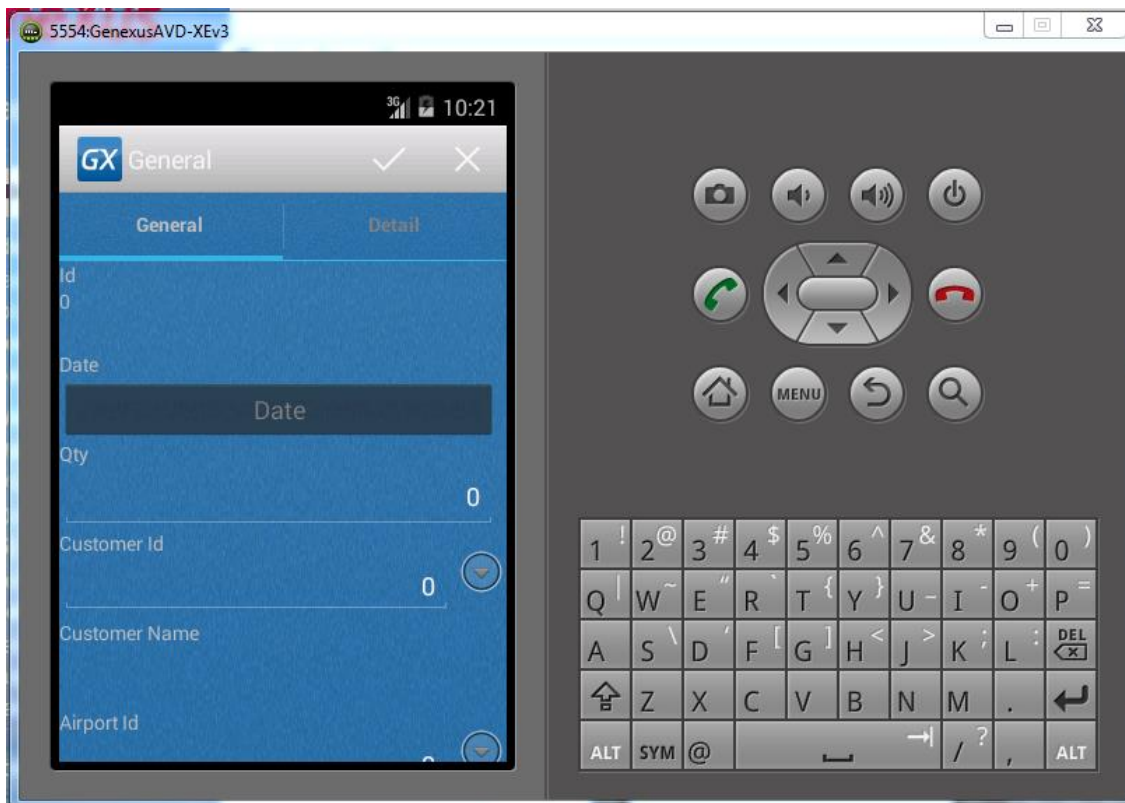 5554:GenexusAVD-XEv3
3G 10:21
GX General
General Detail
Id
0
Date
Date
Qty
0
Customer Id
0
Customer Name
Airport Id
MENU
1 ! 2 @ 3 # 4 $ 5 % 6 ^ 7 & 8 * 9 ( 0 )
Q | W ~ E " R ` T { Y } U _ I - O + P =
A S \ D ' F [ G ] H < J > K ; L : DEL
Z X C V B N M .
ALT SYM @ / ? , ALT